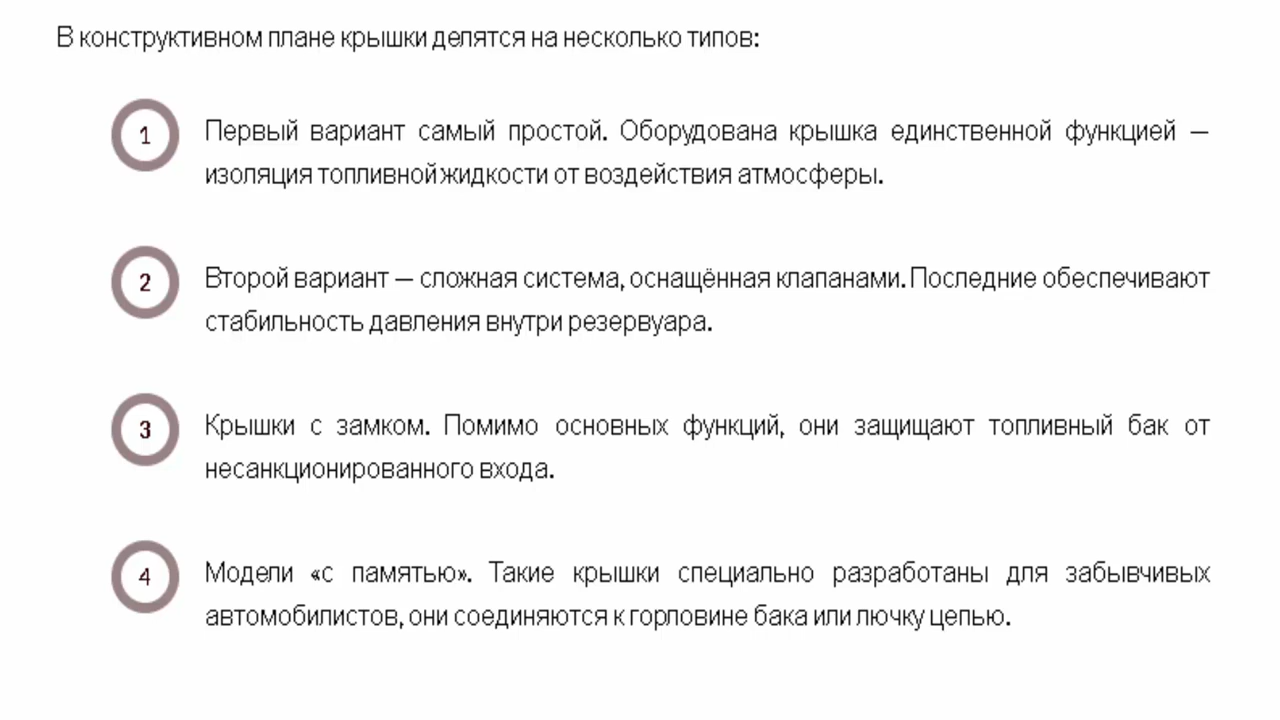 В конструктивном плане крышки делятся на несколько типов:
1
Первый вариант самый простой. Оборудована крышка единственной функцией —
изоляция топливной жидкости от воздействия атмосферы.
2
Второй вариант — сложная система, оснащённая клапанами. Последние обеспечивают
стабильность давления внутри резервуара.
3
Крышки с замком. Помимо основных функций, они защищают топливный бак от
несанкционированного входа.
4
Модели «с памятью». Такие крышки специально разработаны для забывчивых
автомобилистов, они соединяются к горловине бака или лючку цепью.